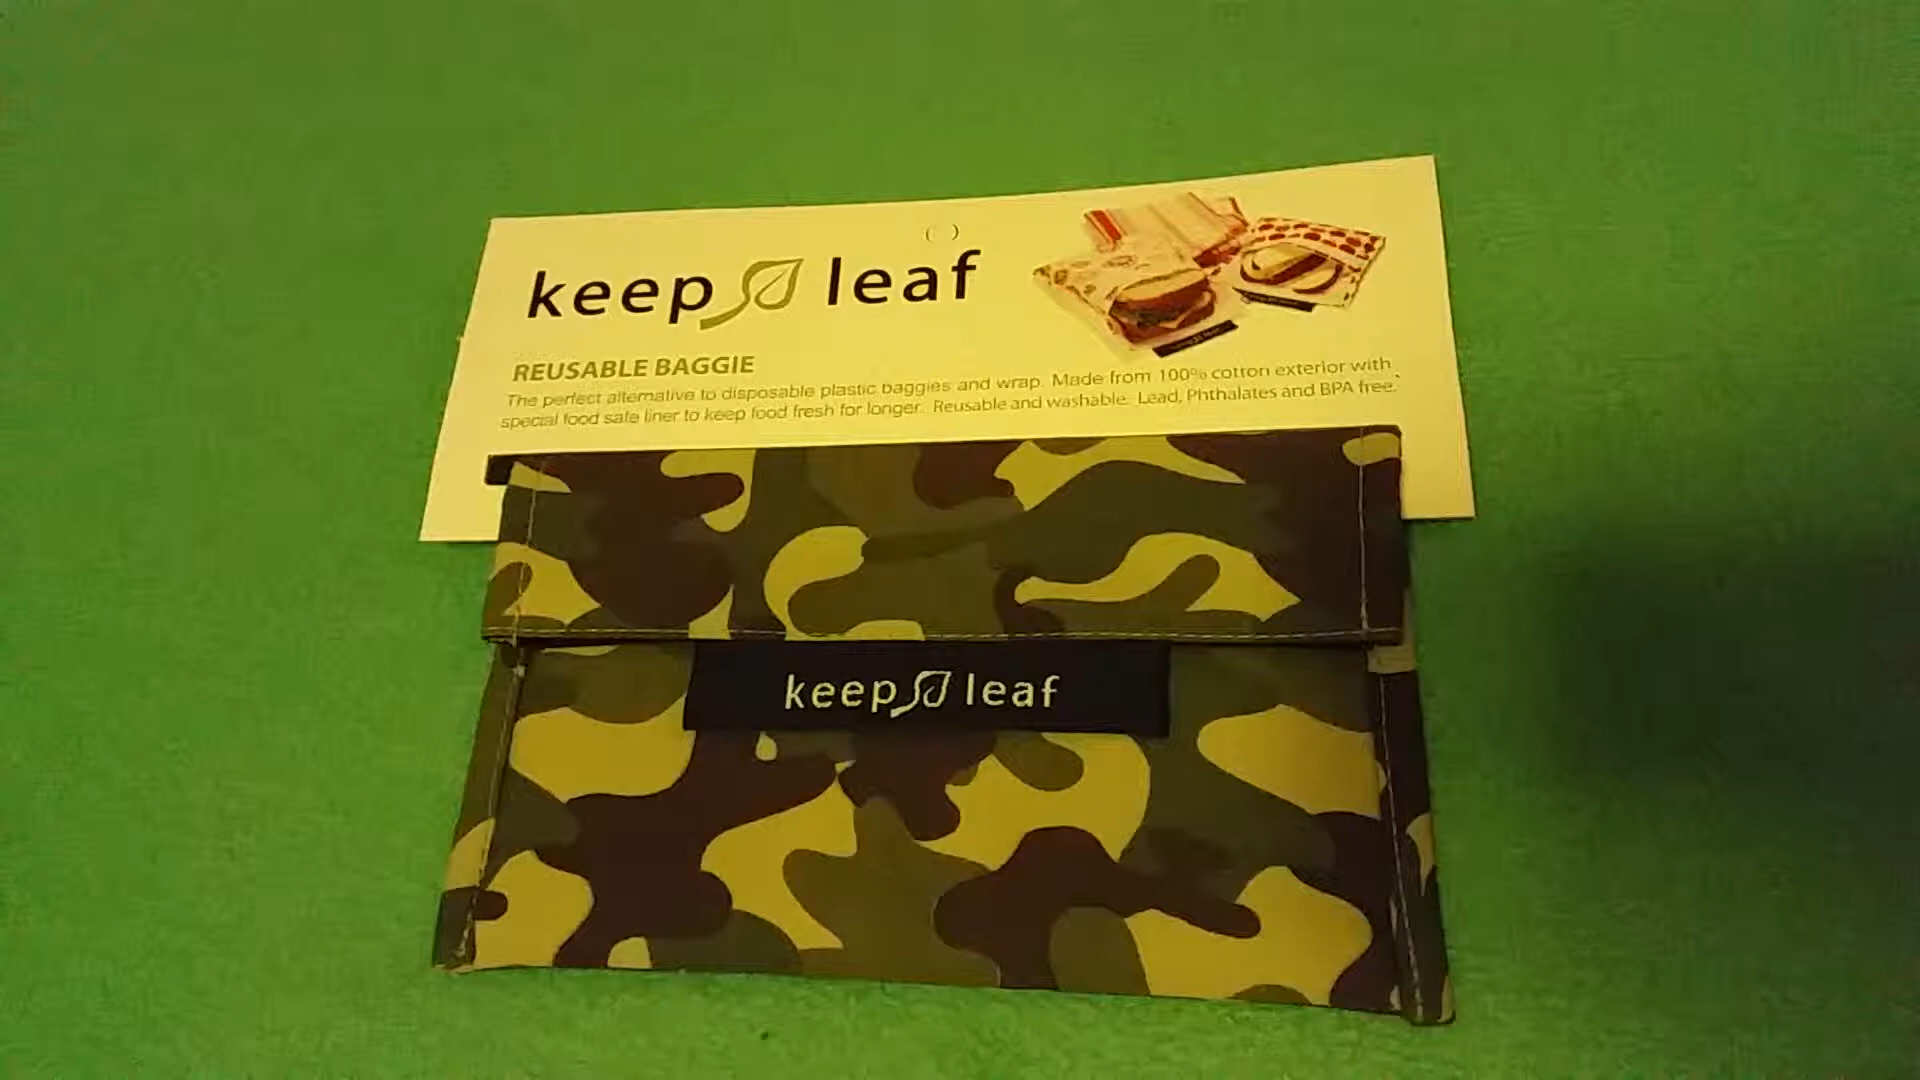 keep leaf
REUSABLE BAGGIE
The perfect alternative to disposable plastic baggies and wrap. Made from 100% cotton exterior with
special food safe liner to keep food fresh for longer. Reusable and washable. Lead, Phthalates and BPA free.
keep leaf